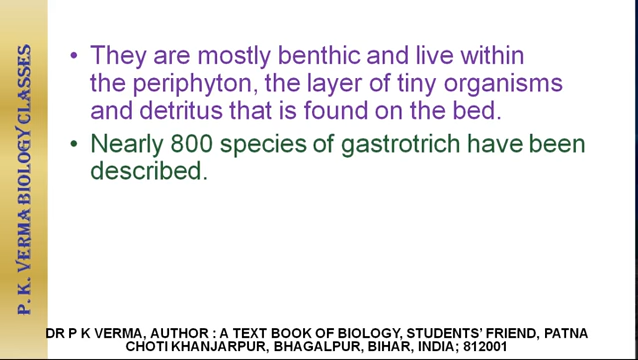 P. K. VERMA BIOLOGY CLASSES
• They are mostly benthic and live within
the periphyton, the layer of tiny organisms
and detritus that is found on the bed.
• Nearly 800 species of gastrotrich have been
described.
DR P K VERMA, AUTHOR : A TEXT BOOK OF BIOLOGY, STUDENTS' FRIEND, PATNA
CHOTI KHANJARPUR, BHAGALPUR, BIHAR, INDIA; 812001